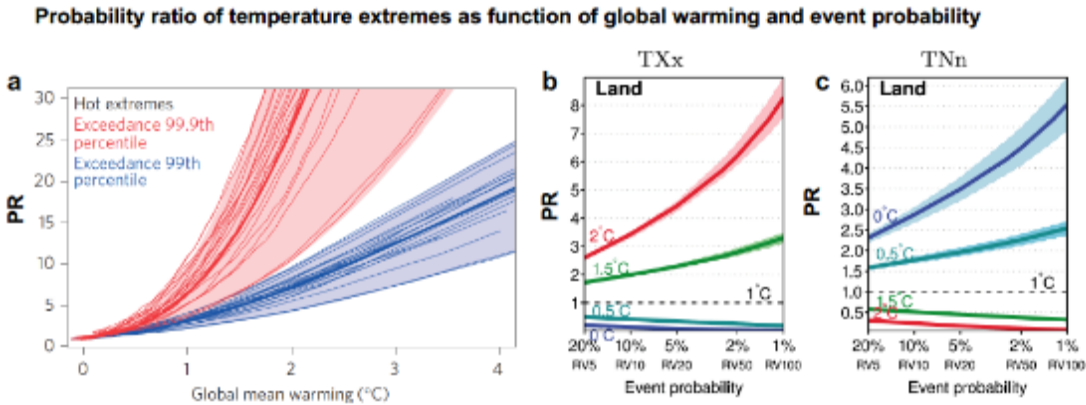 Probability ratio of temperature extremes as function of global warming and event probability
a
Hot extremes
Exceedance 99.9th
percentile
Exceedance 99th
percentile
PR
30
25
20
15
10
5
0
0 1 2 3 4
Global mean warming (°C)
TXx
b
Land
PR
8
7
6
5
4
3
2
1
2°C
1.5°C
1°C
0.5°C
0°C
20% 10% 5% 2% 1%
RV5 RV10 RV20 RV50 RV100
Event probability
TNn
c
Land
PR
6.0
5.5
5.0
4.5
4.0
3.5
3.0
2.5
2.0
1.5
1.0
0.5
0°C
0.5°C
1°C
1.5°C
2°C
20% 10% 5% 2% 1%
RV5 RV10 RV20 RV50 RV100
Event probability